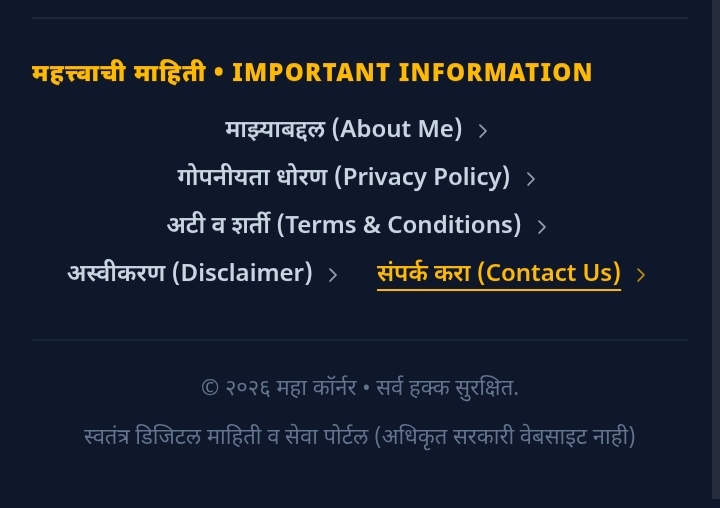 महत्त्वाची माहिती • IMPORTANT INFORMATION
माझ्याबद्दल (About Me) >
गोपनीयता धोरण (Privacy Policy) >
अटी व शर्ती (Terms & Conditions) >
अस्वीकरण (Disclaimer) > संपर्क करा (Contact Us) >
© २०२६ महा कॉर्नर • सर्व हक्क सुरक्षित.
स्वतंत्र डिजिटल माहिती व सेवा पोर्टल (अधिकृत सरकारी वेबसाइट नाही)